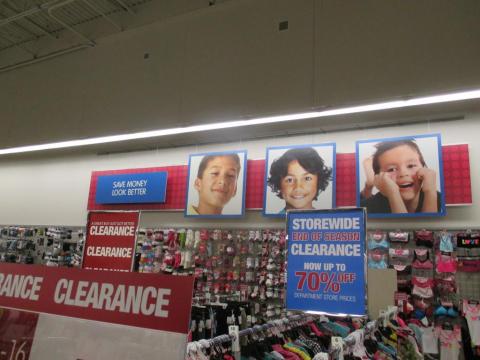 SAVE MONEY
LOOK BETTER
CLEARANCE
CLEARANCE
STOREWIDE
END OF SEASON
CLEARANCE
NOW UP TO
70% OFF
DEPARTMENT STORE PRICES
RANCE CLEARANCE
-16